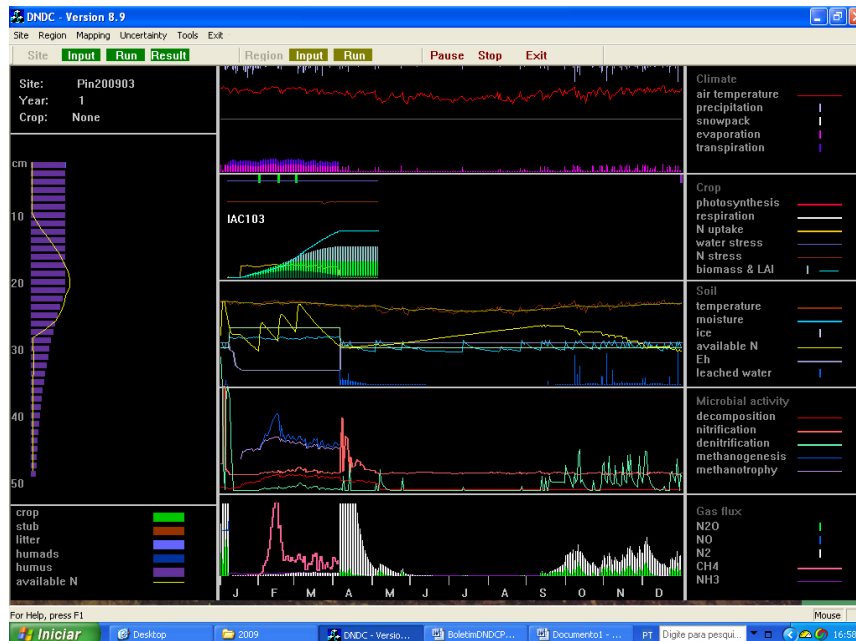 DNDC - Version 8.9
Site Region Mapping Uncertainty Tools Exit
Site Input Run Result Region Input Run Pause Stop Exit
Site: Pin200903
Year: 1
Crop: None
cm
10
20
30
40
50
crop
stub
litter
humads
humus
available N
IAC103
J F M A M J J A S O N D
Climate
air temperature
precipitation
snowpack
evaporation
transpiration
Crop
photosynthesis
respiration
N uptake
water stress
N stress
biomass & LAI
Soil
temperature
moisture
ice
available N
Eh
leached water
Microbial activity
decomposition
nitrification
denitrification
methanogenesis
methanotrophy
Gas flux
N2O
NO
N2
CH4
NH3
For Help, press F1
Mouse
Iniciar Desktop 2009 DNDC - Versio... BoletimDNDCP... Documento1 - ... PT Digite para pesqui...